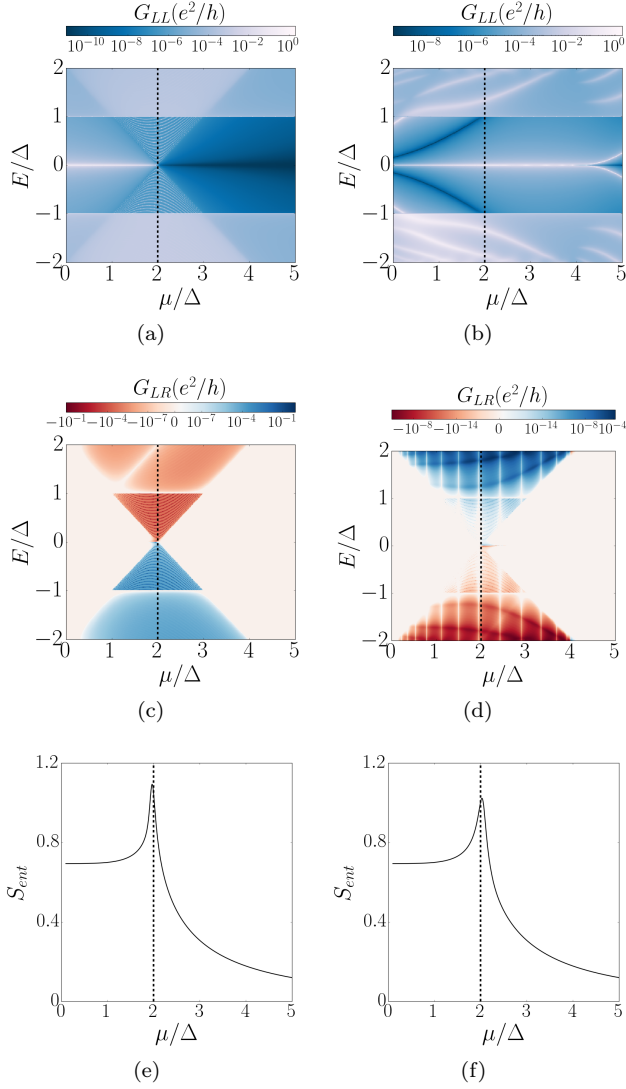 G_{LL}(e^2/h) G_{LL}(e^2/h)
10^{-10} 10^{-8} 10^{-6} 10^{-4} 10^{-2} 10^0 10^{-8} 10^{-6} 10^{-4} 10^{-2} 10^0
2 2
1 1
E/Δ 0 E/Δ 0
−1 −1
−2 −2
0 1 2 3 4 5 0 1 2 3 4 5
μ/Δ μ/Δ
(a) (b)
G_{LR}(e^2/h) G_{LR}(e^2/h)
−10^{-1} −10^{-4} −10^{-7} 0 10^{-7} 10^{-4} 10^{-1} −10^{-8} −10^{-14} 0 10^{-14} 10^{-8} 10^{-4}
2 2
1 1
E/Δ 0 E/Δ 0
−1 −1
−2 −2
0 1 2 3 4 5 0 1 2 3 4 5
μ/Δ μ/Δ
(c) (d)
1.2 1.2
0.8 0.8
S_{ent} S_{ent}
0.4 0.4
0 0
0 1 2 3 4 5 0 1 2 3 4 5
μ/Δ μ/Δ
(e) (f)